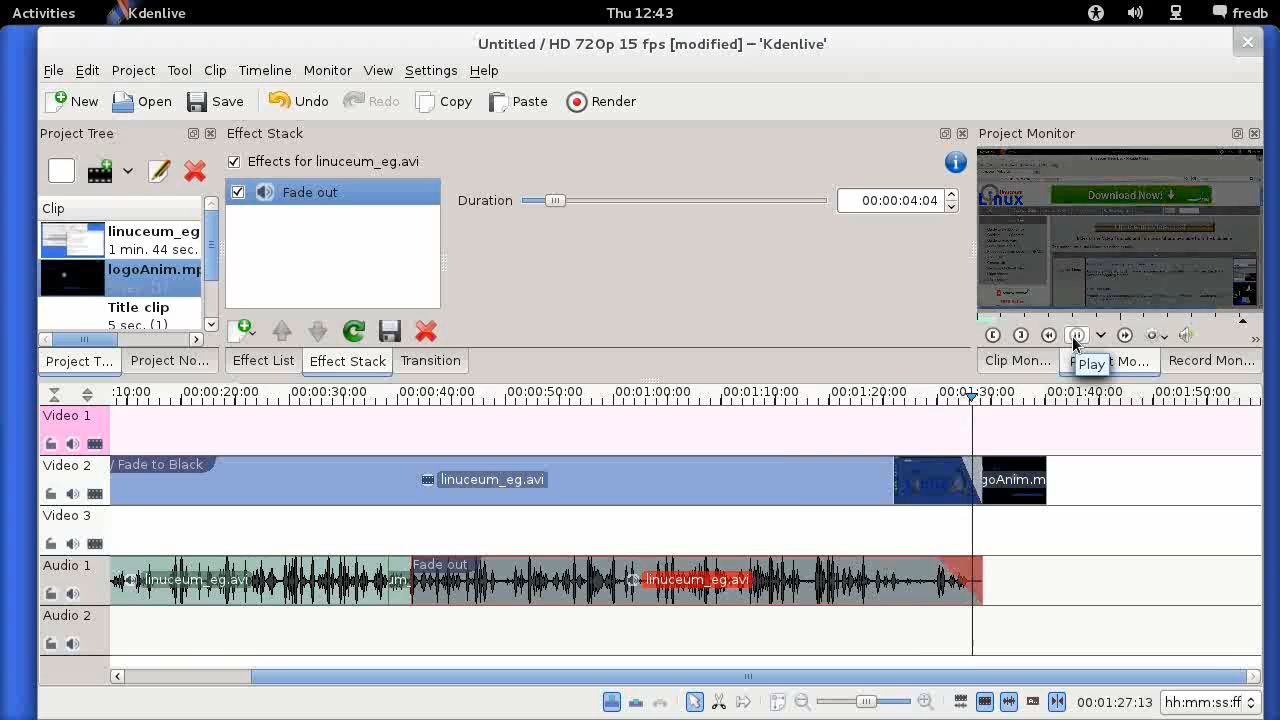 Activities Kdenlive Thu 12:43 fredb
Untitled / HD 720p 15 fps [modified] – 'Kdenlive'
File Edit Project Tool Clip Timeline Monitor View Settings Help
New Open Save Undo Redo Copy Paste Render
Project Tree Effect Stack Project Monitor
Effects for linuceum_eg.avi
Fade out
Duration 00:00:04:04
Clip
linuceum_eg
1 min. 44 sec.
logoAnim.mp
Title clip
5 sec. (1)
Download Now!
Linux
Project T... Project No... Effect List Effect Stack Transition Clip Mon... Mo... Record Mon...
Play
:10:00 00:00:20:00 00:00:30:00 00:00:40:00 00:00:50:00 00:01:00:00 00:01:10:00 00:01:20:00 00:01:30:00 00:01:40:00 00:01:50:00
Video 1
Video 2
/ Fade to Black
linuceum_eg.avi
goAnim.m
Video 3
Audio 1
Fade out
linuceum_eg.avi um_ linuceum_eg.avi
Audio 2
00:01:27:13 hh:mm:ss:ff